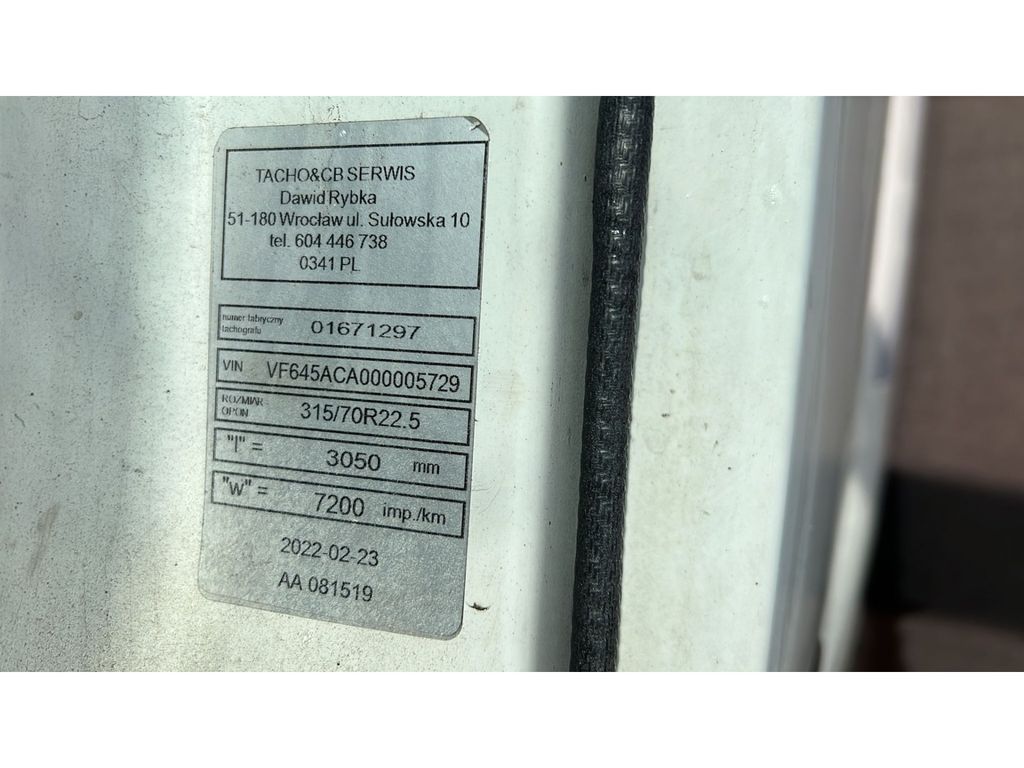 TACHO&CB SERWIS
Dawid Rybka
51-180 Wrocław ul. Sułowska 10
tel. 604 446 738
0341 PL
numer fabryczny
tachografu 01671297
VIN VF645ACA000005729
ROZMIAR
OPON 315/70R22.5
"l" = 3050 mm
"w" = 7200 imp./km
2022-02-23
AA 081519